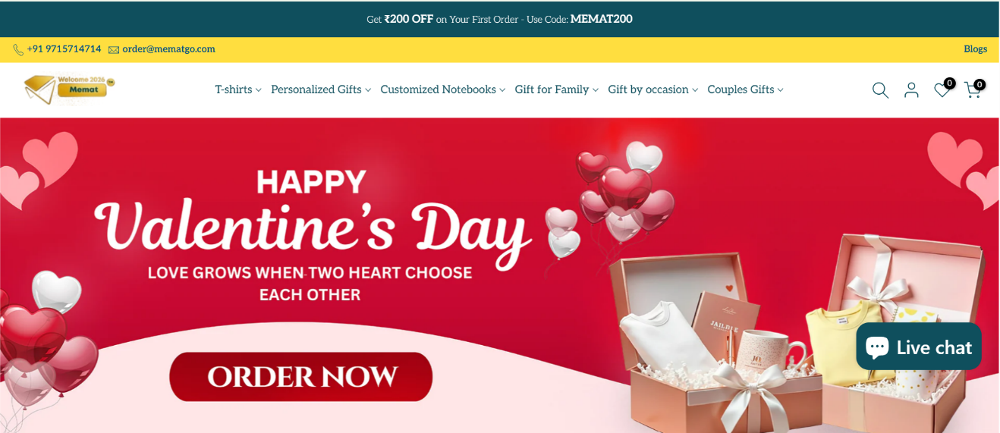 Get ₹200 OFF on Your First Order - Use Code: MEMAT200
+91 9715714714 order@mematgo.com Blogs
Welcome 2026
Memat
T-shirts Personalized Gifts Customized Notebooks Gift for Family Gift by occasion Couples Gifts 0 0
HAPPY
Valentine's Day
LOVE GROWS WHEN-TWO HEART CHOOSE
EACH OTHER
ORDER NOW
Live chat